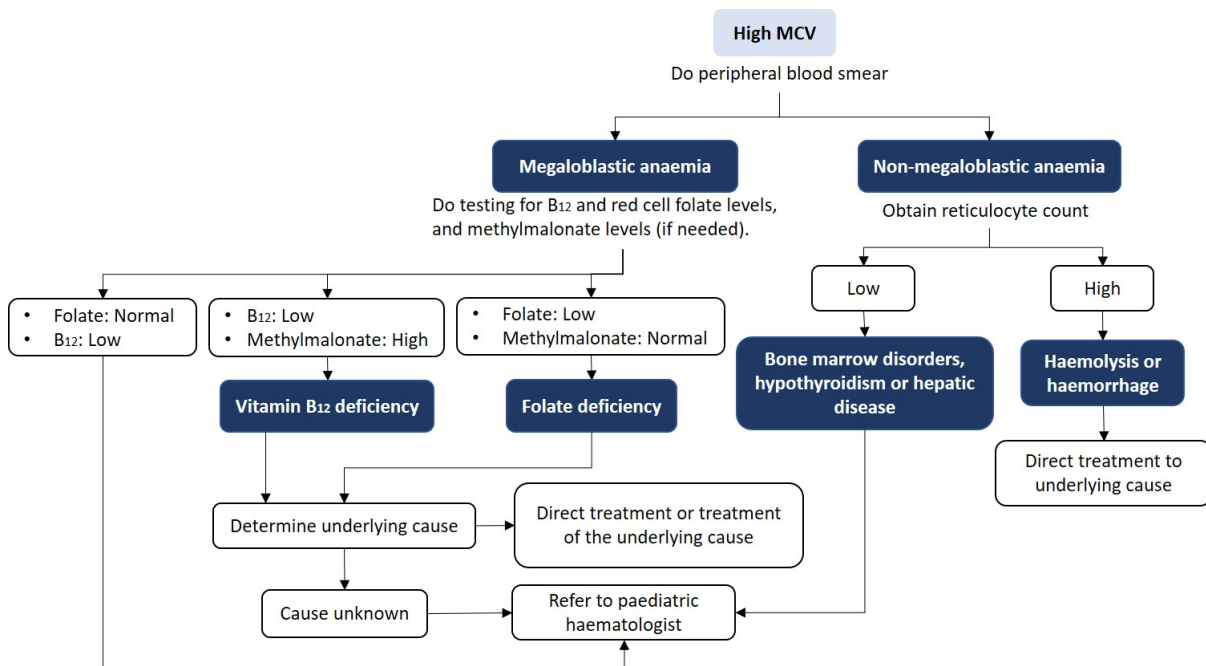 High MCV
Do peripheral blood smear
Megaloblastic anaemia
Non-megaloblastic anaemia
Do testing for B12 and red cell folate levels,
and methylmalonate levels (if needed).
Obtain reticulocyte count
• Folate: Normal
• B12: Low
• B12: Low
• Methylmalonate: High
• Folate: Low
• Methylmalonate: Normal
Low
High
Vitamin B12 deficiency
Folate deficiency
Bone marrow disorders,
hypothyroidism or hepatic
disease
Haemolysis or
haemorrhage
Direct treatment to
underlying cause
Determine underlying cause
Direct treatment or treatment
of the underlying cause
Cause unknown
Refer to paediatric
haematologist